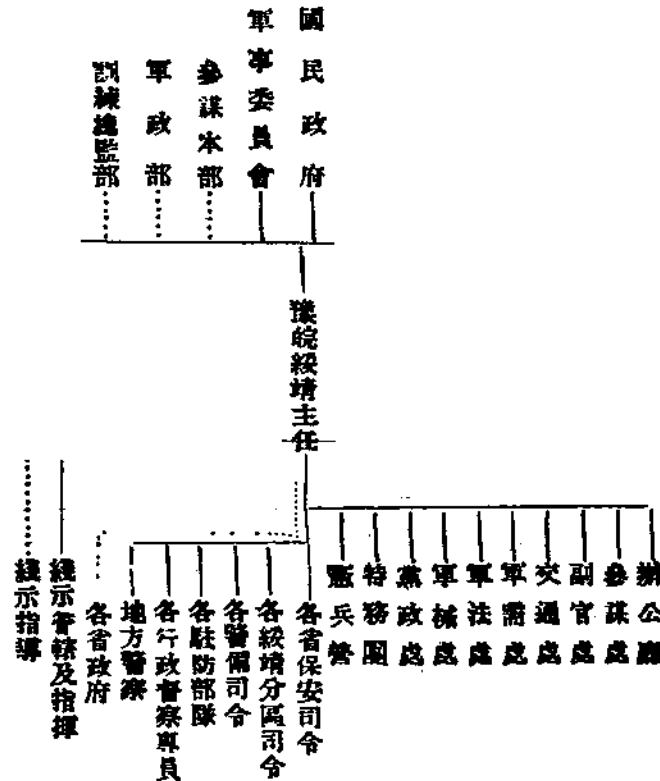 國民政府
軍事委員會
參謀本部
軍政部
訓練總監部
豫皖綏靖主任
辦公廳
參謀處
副官處
交通處
軍需處
軍法處
軍械處
黨政處
特務團
憲兵營
各省保安司令
各綏靖分區司令
各警備司令
各駐防部隊
各行政督察專員
地方警察
各省政府
綫示管轄及指揮
綫示指導